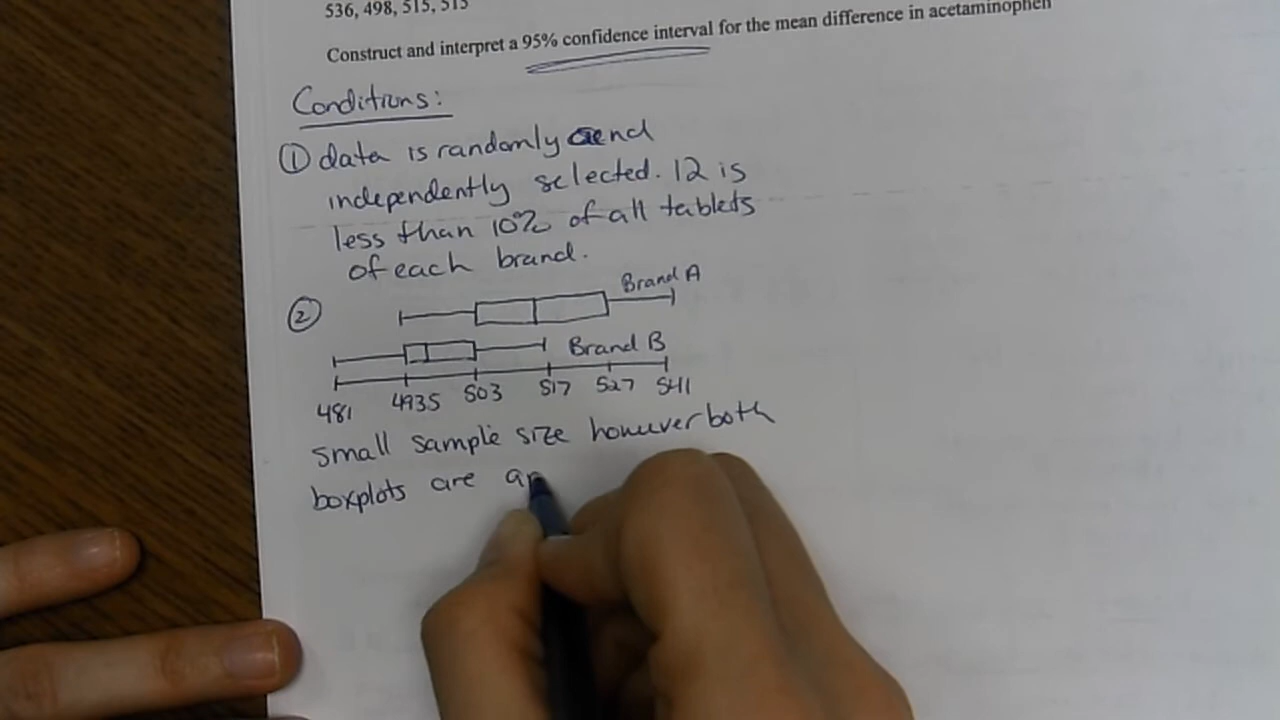 536, 498, 515, 515
Construct and interpret a 95% confidence interval for the mean difference in acetaminophen
Conditions:
① data is randomly and
independently selected. 12 is
less than 10% of all tablets
of each brand.
② Brand A
Brand B
481 4935 503 517 527 541
small sample size however both
boxplots are ap